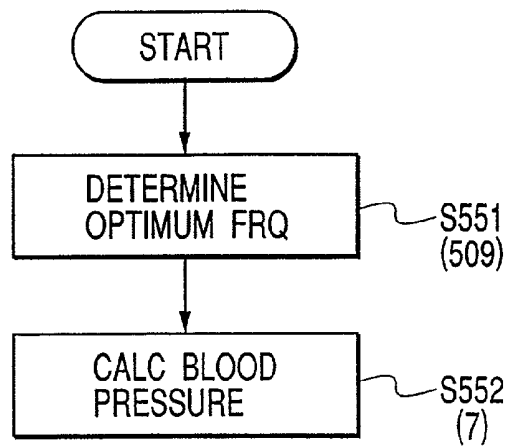 START
DETERMINE
OPTIMUM FRQ
S551
(509)
CALC BLOOD
PRESSURE
S552
(7)